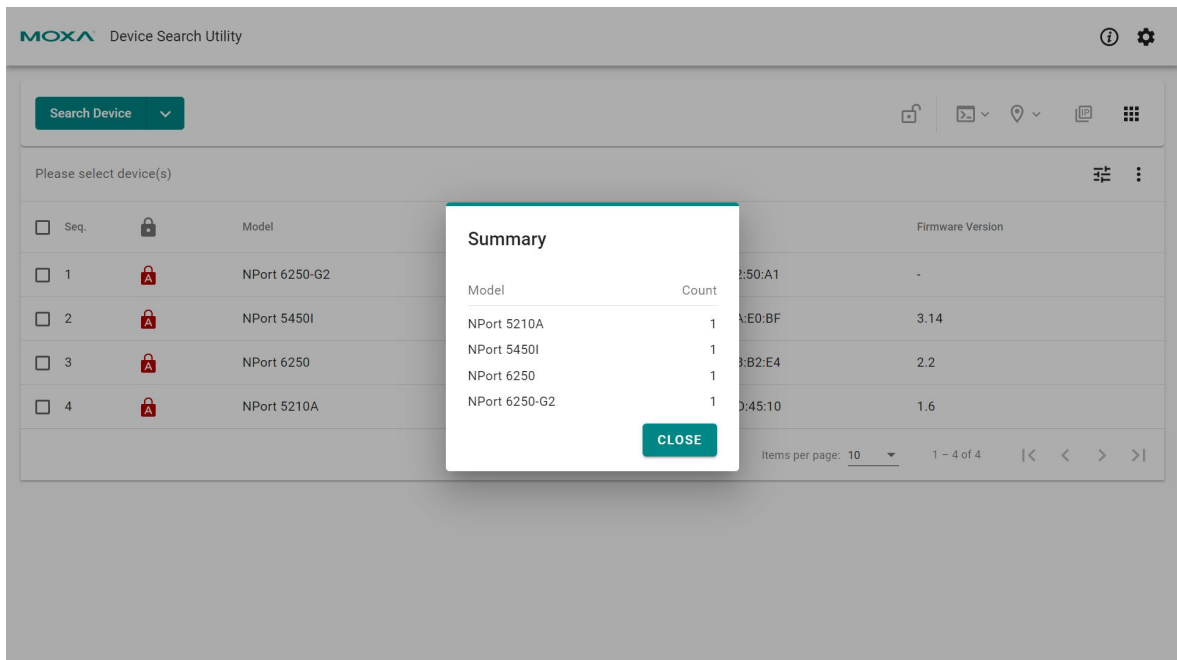 MOXA Device Search Utility
Search Device
IP
Please select device(s)
Seq. Model Firmware Version
1 A NPort 6250-G2 2:50:A1 -
2 A NPort 5450I A:E0:BF 3.14
3 A NPort 6250 B:B2:E4 2.2
4 A NPort 5210A D:45:10 1.6
Summary
Model Count
NPort 5210A 1
NPort 5450I 1
NPort 6250 1
NPort 6250-G2 1
CLOSE
Items per page: 10 1 – 4 of 4